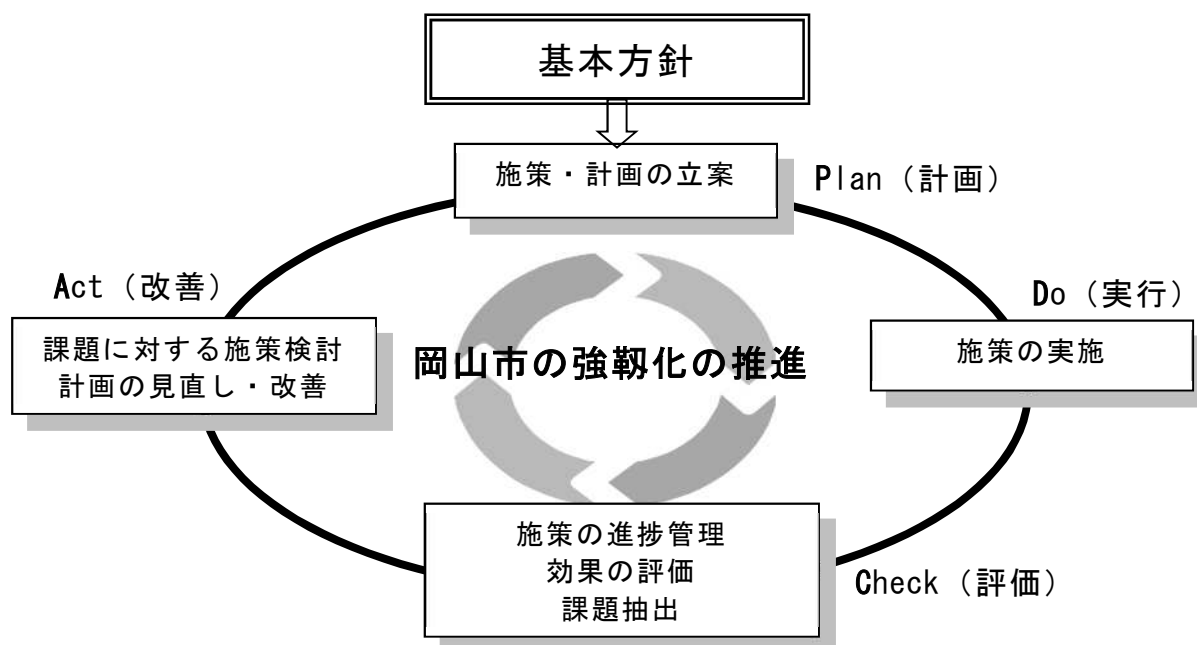 基本方針
施策・計画の立案
Plan（計画）
Act（改善）
Do（実行）
課題に対する施策検討
計画の見直し・改善
岡山市の強靱化の推進
施策の実施
施策の進捗管理
効果の評価
課題抽出
Check（評価）